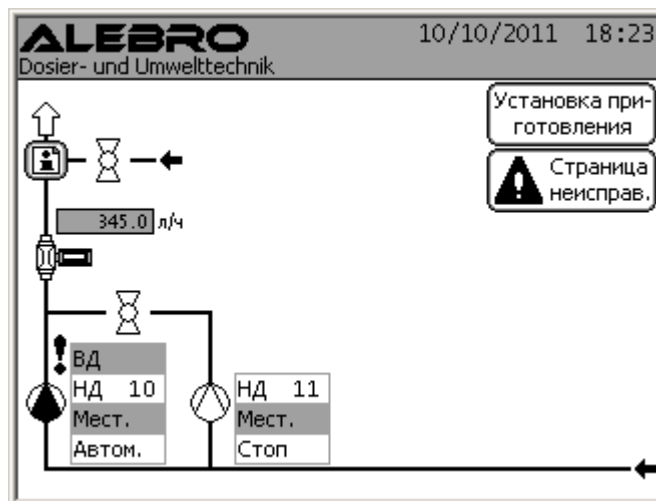 ALEBRO
10/10/2011 18:23
Dosier- und Umwelttechnik
Установка при-
готовления
Страница
неисправ.
345.0 л/ч
ВД
НД 10
Мест.
Автом.
НД 11
Мест.
Стоп